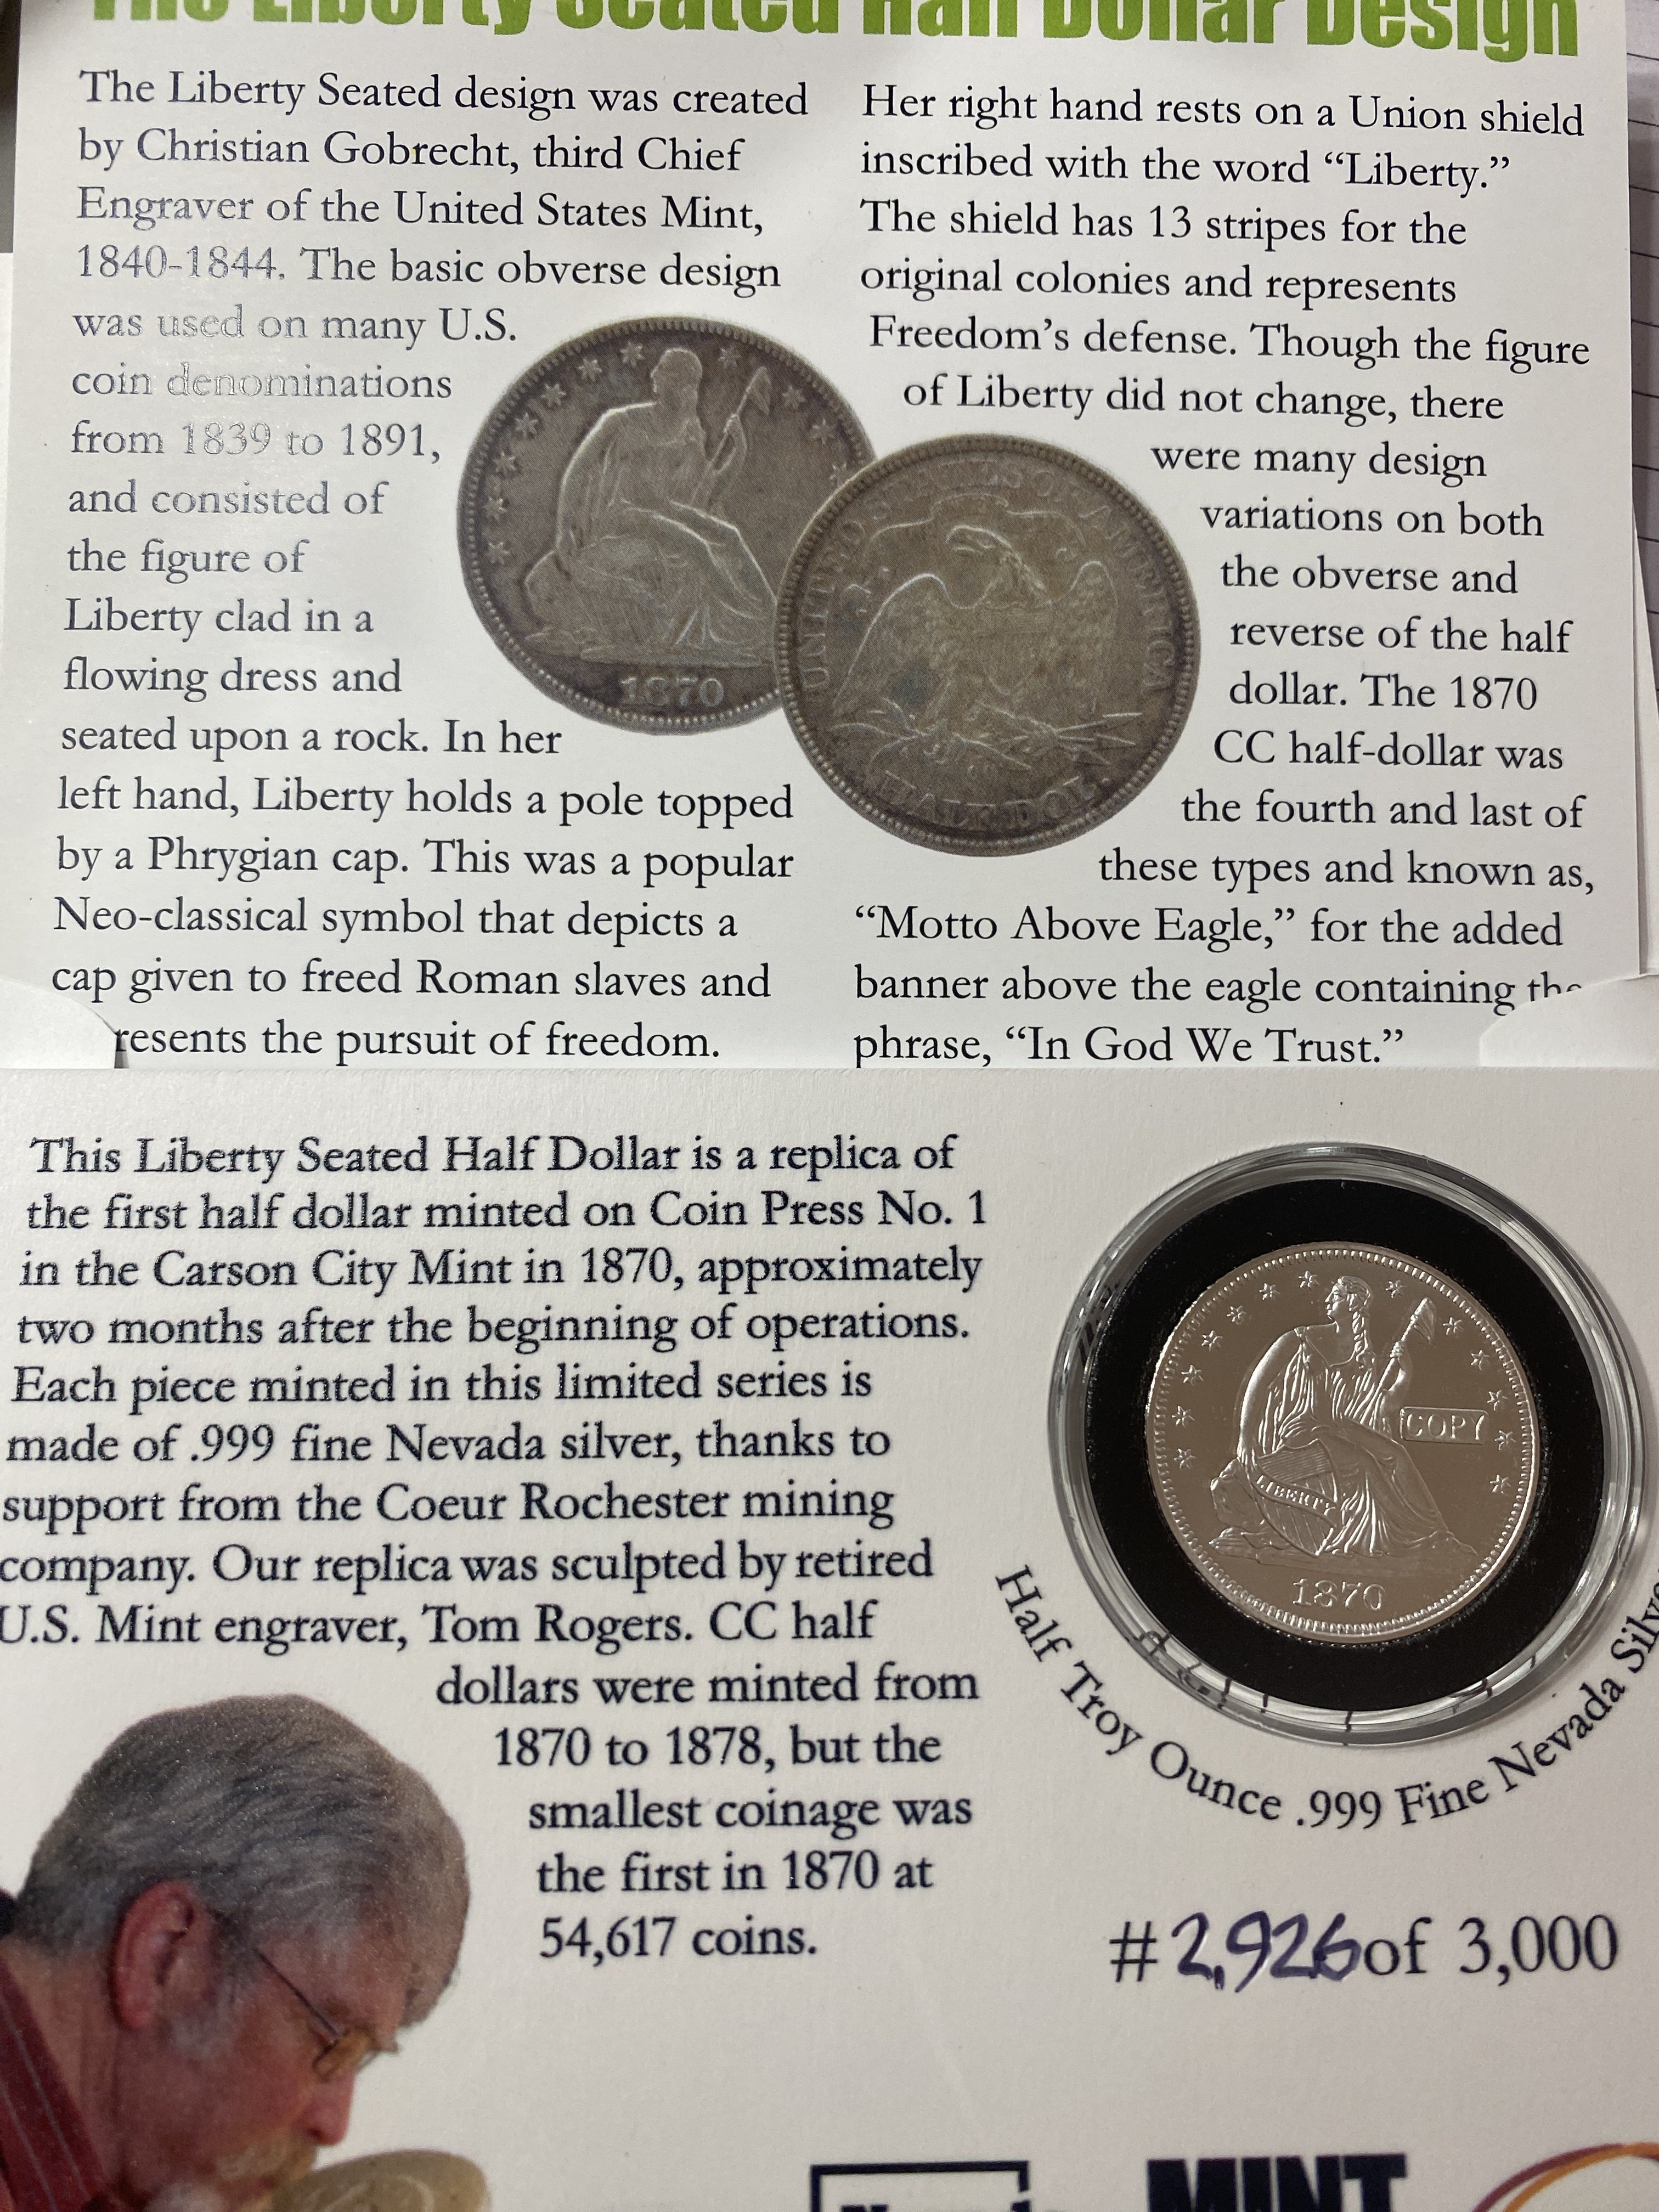 The Liberty Seated Half Dollar Design
The Liberty Seated design was created
by Christian Gobrecht, third Chief
Engraver of the United States Mint,
1840-1844. The basic obverse design
was used on many U.S.
coin denominations
from 1839 to 1891,
and consisted of
the figure of
Liberty clad in a
flowing dress and
seated upon a rock. In her
left hand, Liberty holds a pole topped
by a Phrygian cap. This was a popular
Neo-classical symbol that depicts a
cap given to freed Roman slaves and
resents the pursuit of freedom.
Her right hand rests on a Union shield
inscribed with the word “Liberty.”
The shield has 13 stripes for the
original colonies and represents
Freedom’s defense. Though the figure
of Liberty did not change, there
were many design
variations on both
the obverse and
reverse of the half
dollar. The 1870
CC half-dollar was
the fourth and last of
these types and known as,
“Motto Above Eagle,” for the added
banner above the eagle containing the
phrase, “In God We Trust.”
1870
UNITED STATES OF AMERICA
HALF DOL.
This Liberty Seated Half Dollar is a replica of
the first half dollar minted on Coin Press No. 1
in the Carson City Mint in 1870, approximately
two months after the beginning of operations.
Each piece minted in this limited series is
made of .999 fine Nevada silver, thanks to
support from the Coeur Rochester mining
company. Our replica was sculpted by retired
U.S. Mint engraver, Tom Rogers. CC half
dollars were minted from
1870 to 1878, but the
smallest coinage was
the first in 1870 at
54,617 coins.
COPY
LIBERTY
1870
Half Troy Ounce .999 Fine Nevada Silve
#2,926 of 3,000
MINT